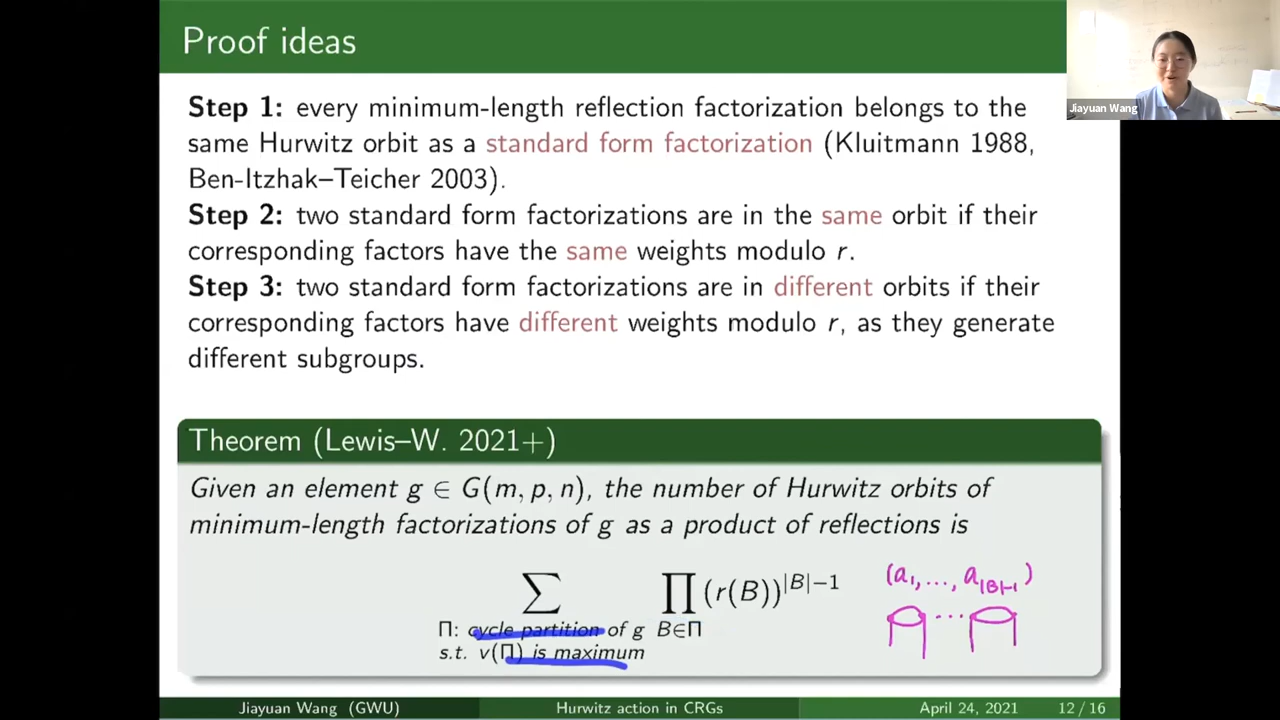 Proof ideas
Jiayuan Wang
Step 1: every minimum-length reflection factorization belongs to the
same Hurwitz orbit as a standard form factorization (Kluitmann 1988,
Ben-Itzhak–Teicher 2003).
Step 2: two standard form factorizations are in the same orbit if their
corresponding factors have the same weights modulo r.
Step 3: two standard form factorizations are in different orbits if their
corresponding factors have different weights modulo r, as they generate
different subgroups.
Theorem (Lewis–W. 2021+)
Given an element g ∈ G(m, p, n), the number of Hurwitz orbits of
minimum-length factorizations of g as a product of reflections is
∑ ∏ (r(B))^{|B|−1}
Π: cycle partition of g B∈Π
s.t. v(Π) is maximum
(a₁, ..., a_{|B|-1})
...
Jiayuan Wang (GWU) Hurwitz action in CRGs April 24, 2021 12 / 16